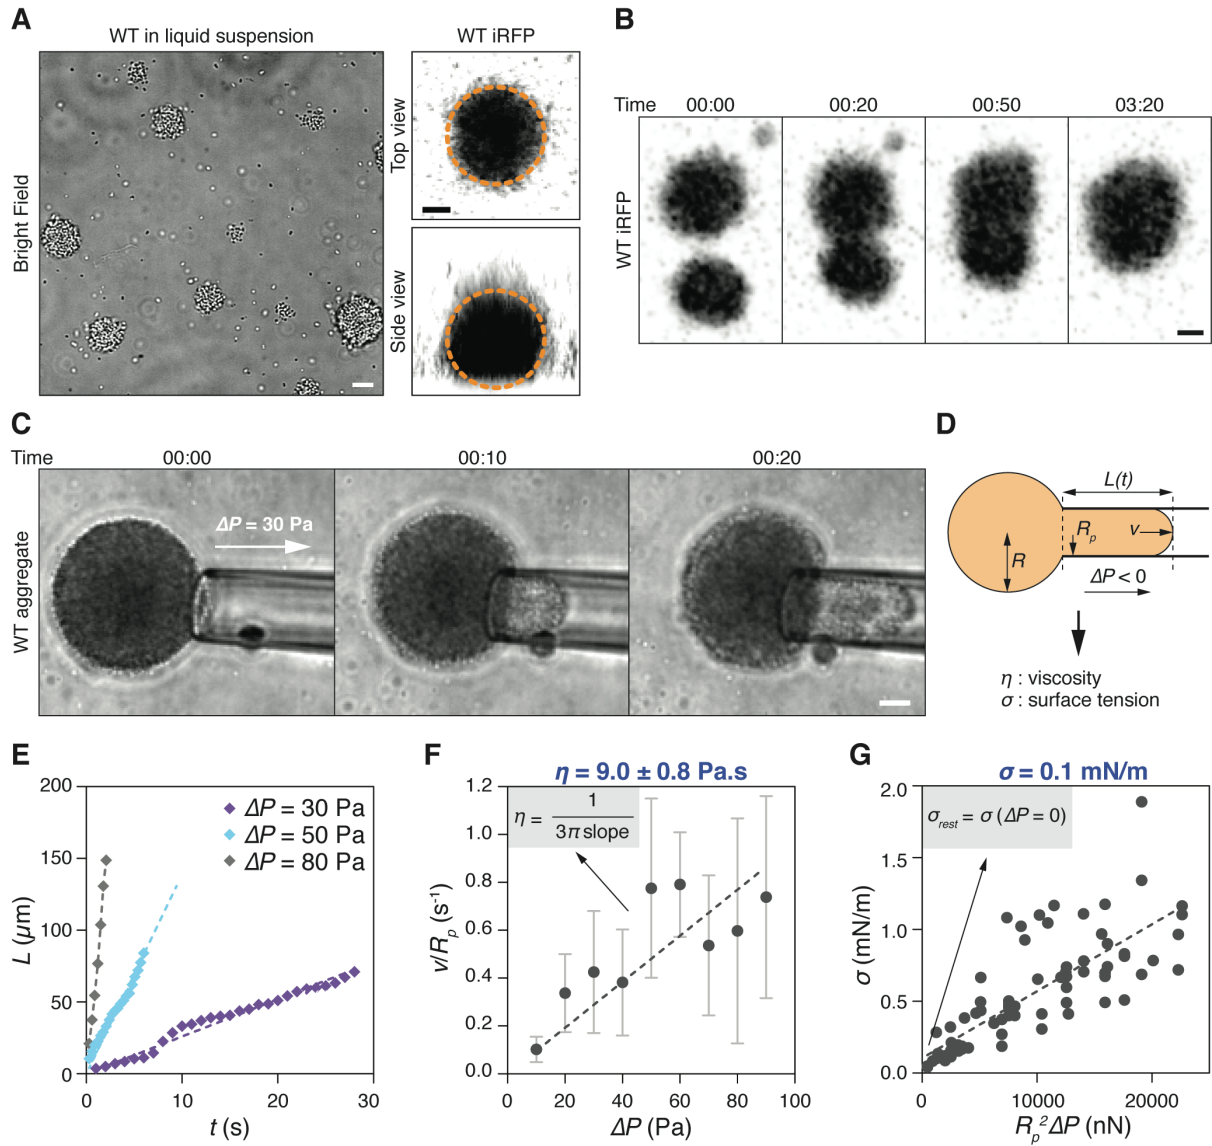 A
WT in liquid suspension
WT iRFP
Bright Field
Top view
Side view
B
Time 00:00 00:20 00:50 03:20
WT iRFP
C
Time 00:00 00:10 00:20
WT aggregate
ΔP = 30 Pa
D
L(t)
R
Rₚ
v
ΔP < 0
η : viscosity
σ : surface tension
E
200
150
100
50
0
L (μm)
0 10 20 30
t (s)
ΔP = 30 Pa
ΔP = 50 Pa
ΔP = 80 Pa
F
η = 9.0 ± 0.8 Pa.s
η = 1 / 3π slope
1.2
1.0
0.8
0.6
0.4
0.2
0.0
v/Rₚ (s⁻¹)
0 20 40 60 80 100
ΔP (Pa)
G
σ = 0.1 mN/m
σrest = σ (ΔP = 0)
2.0
1.5
1.0
0.5
0.0
σ (mN/m)
0 10000 20000
Rₚ²ΔP (nN)